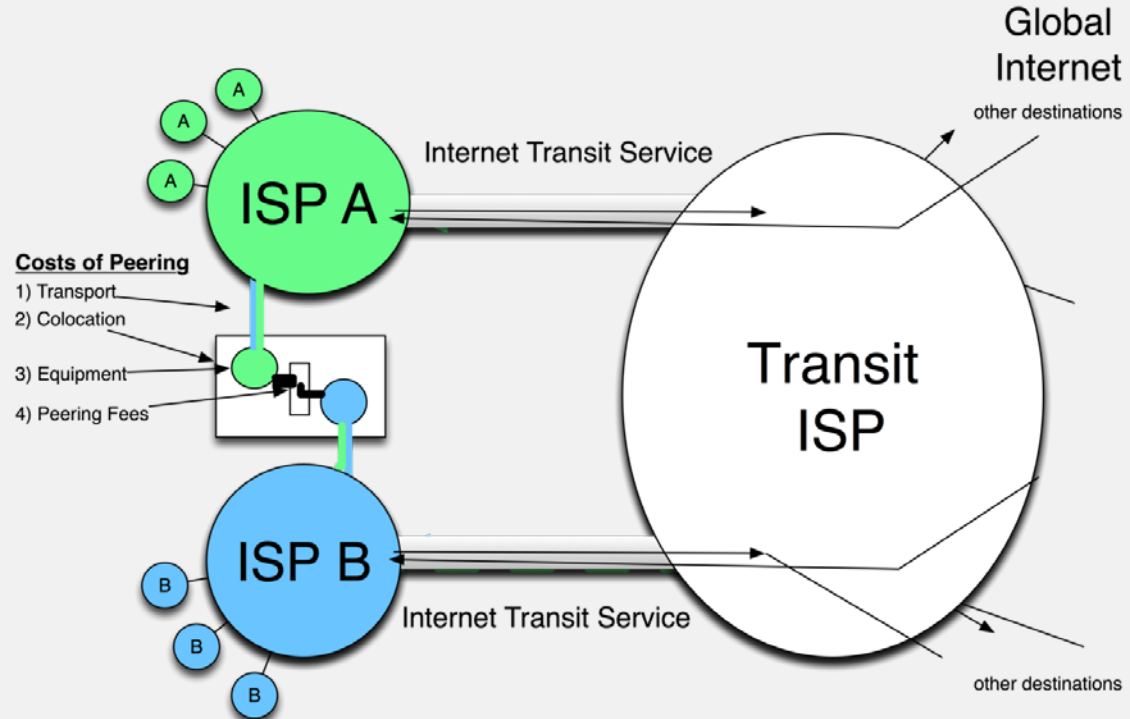 Global
Internet
other destinations
A
A
A
ISP A
Internet Transit Service
Costs of Peering
1) Transport
2) Colocation
3) Equipment
4) Peering Fees
Transit
ISP
ISP B
Internet Transit Service
B
B
B
other destinations